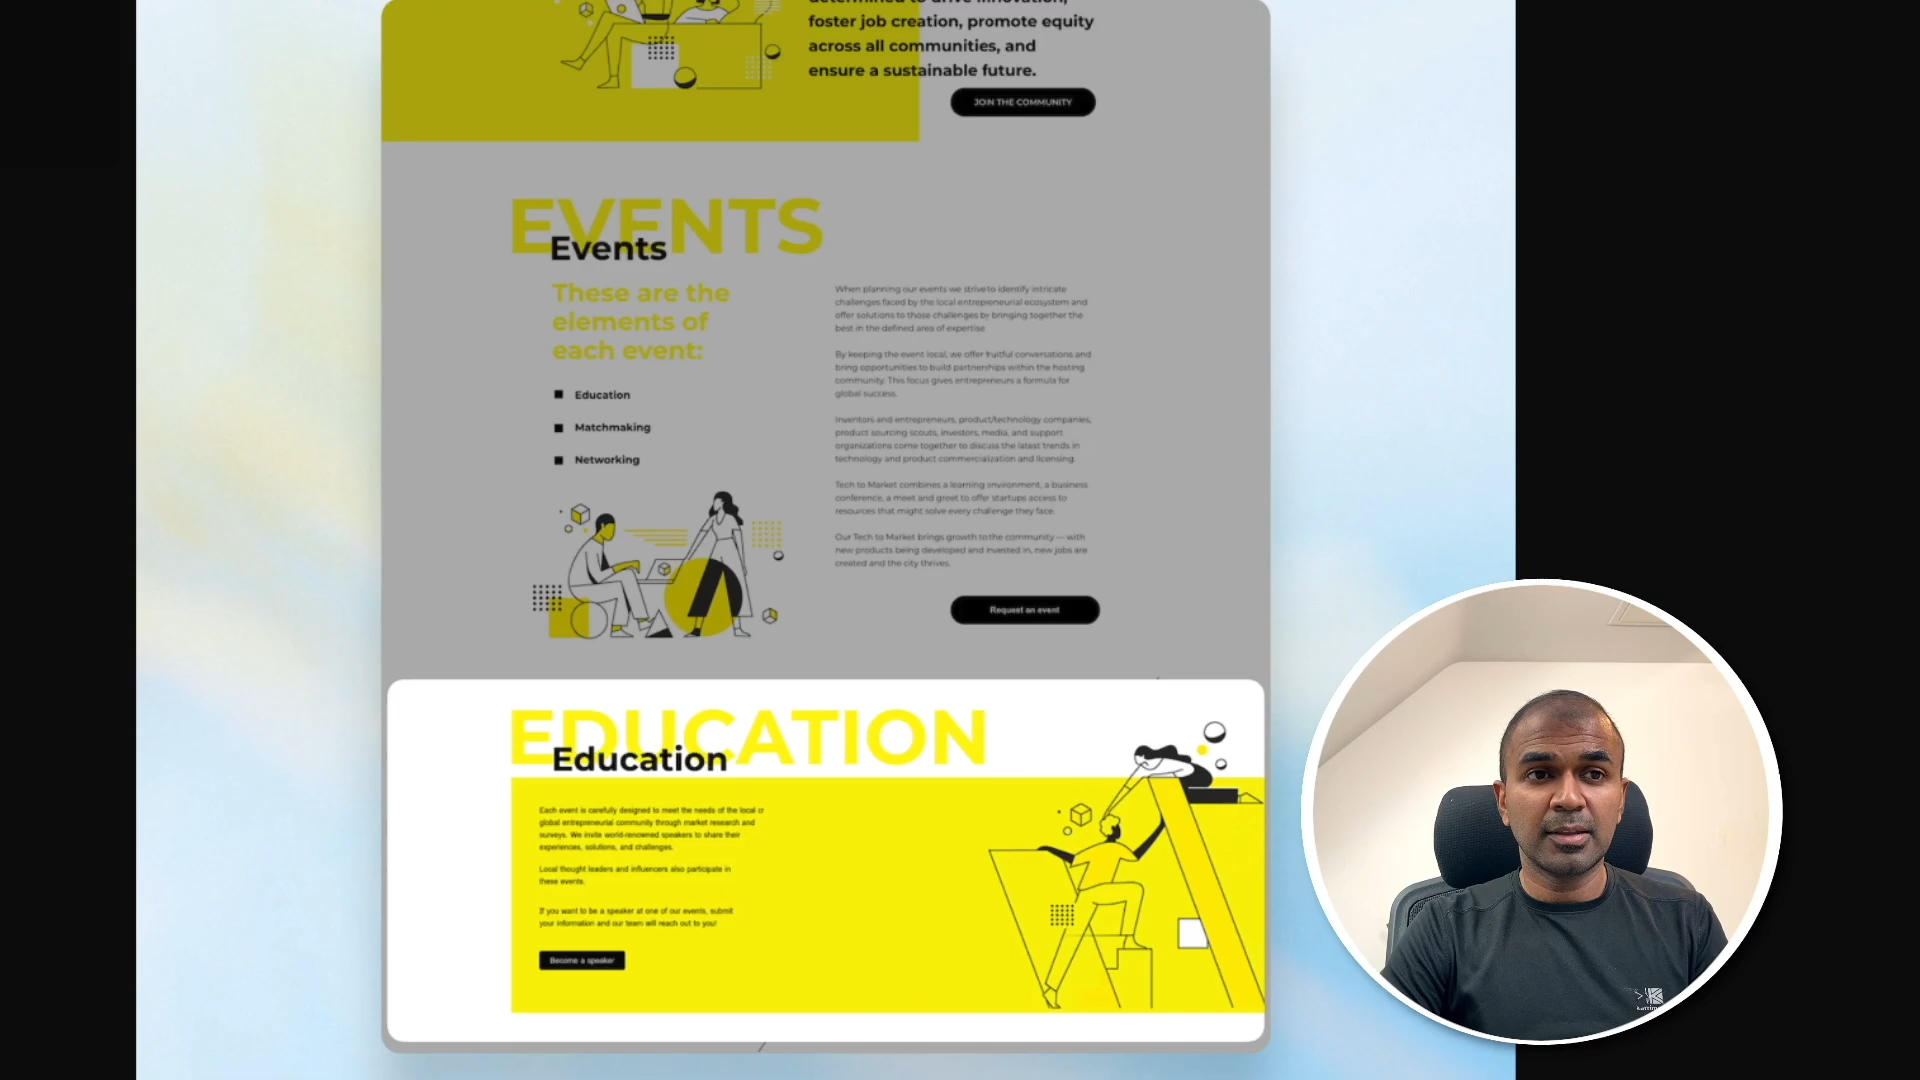 foster job creation, promote equity
across all communities, and
ensure a sustainable future.
JOIN THE COMMUNITY
EVENTS
Events
These are the
elements of
each event:
Education
Matchmaking
Networking
When planning our events we strive to identify intricate
challenges faced by the local entrepreneurial ecosystem and
offer solutions to those challenges by bringing together the
best in the defined area of expertise
By keeping the event local, we offer fruitful conversations and
bring opportunities to build partnerships within the hosting
community. This focus gives entrepreneurs a formula for
global success.
Inventors and entrepreneurs, product/technology companies,
product sourcing scouts, investors, media, and support
organizations come together to discuss the latest trends in
technology and product commercialization and licensing.
Tech to Market combines a learning environment, a business
conference, a meet and greet to offer startups access to
resources that might solve every challenge they face.
Our Tech to Market brings growth to the community — with
new products being developed and invested in, new jobs are
created and the city thrives.
Request an event
EDUCATION
Education
Each event is carefully designed to meet the needs of the local or
global entrepreneurial community through market research and
surveys. We invite world-renowned speakers to share their
experiences, solutions, and challenges.
Local thought leaders and influencers also participate in
these events.
If you want to be a speaker at one of our events, submit
your information and our team will reach out to you!
Become a speaker